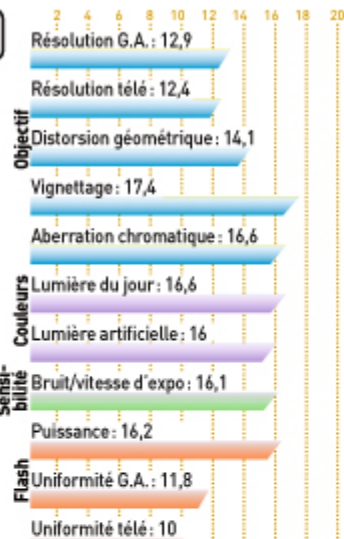 2 4 6 8 10 12 14 16 18 20
Objectif
Résolution G.A. : 12,9
Résolution télé : 12,4
Distorsion géométrique : 14,1
Vignettage : 17,4
Aberration chromatique : 16,6
Couleurs
Lumière du jour : 16,6
Lumière artificielle : 16
Sensi-
bilité
Bruit/vitesse d'expo : 16,1
Flash
Puissance : 16,2
Uniformité G.A. : 11,8
Uniformité télé : 10